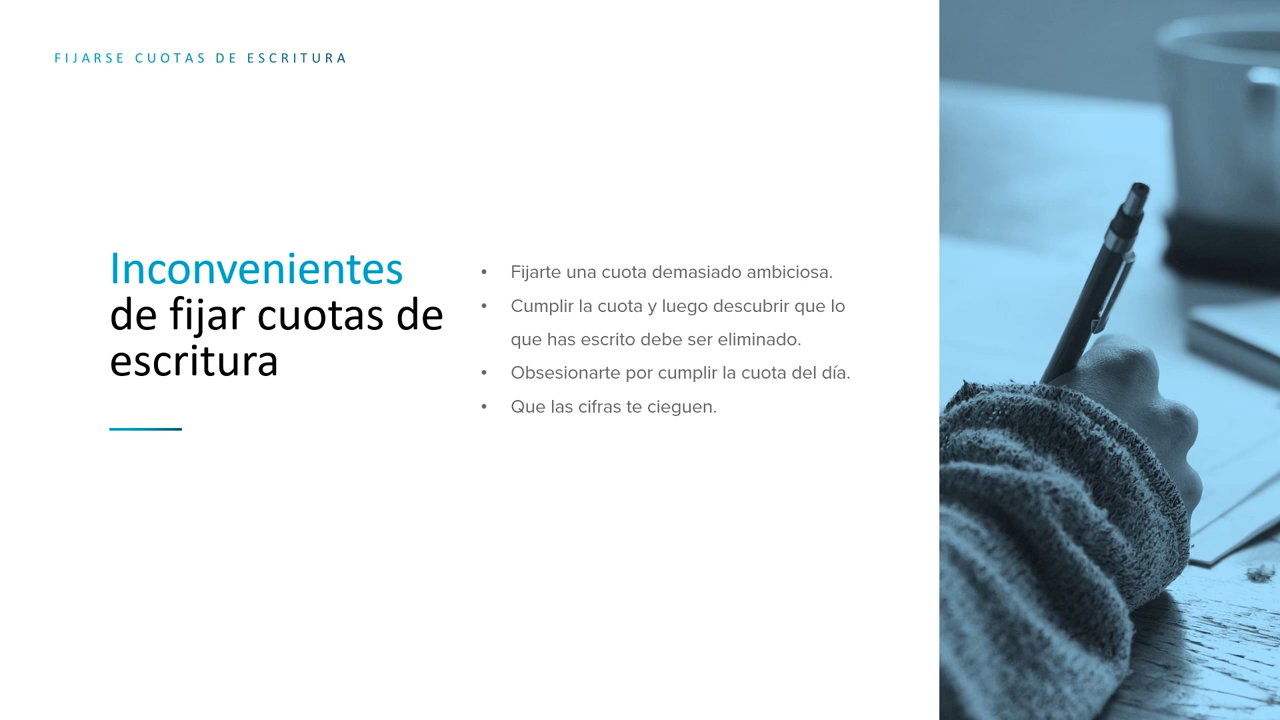 FIJARSE CUOTAS DE ESCRITURA
Inconvenientes
de fijar cuotas de
escritura
• Fijarte una cuota demasiado ambiciosa.
• Cumplir la cuota y luego descubrir que lo
que has escrito debe ser eliminado.
• Obsesionarte por cumplir la cuota del día.
• Que las cifras te cieguen.